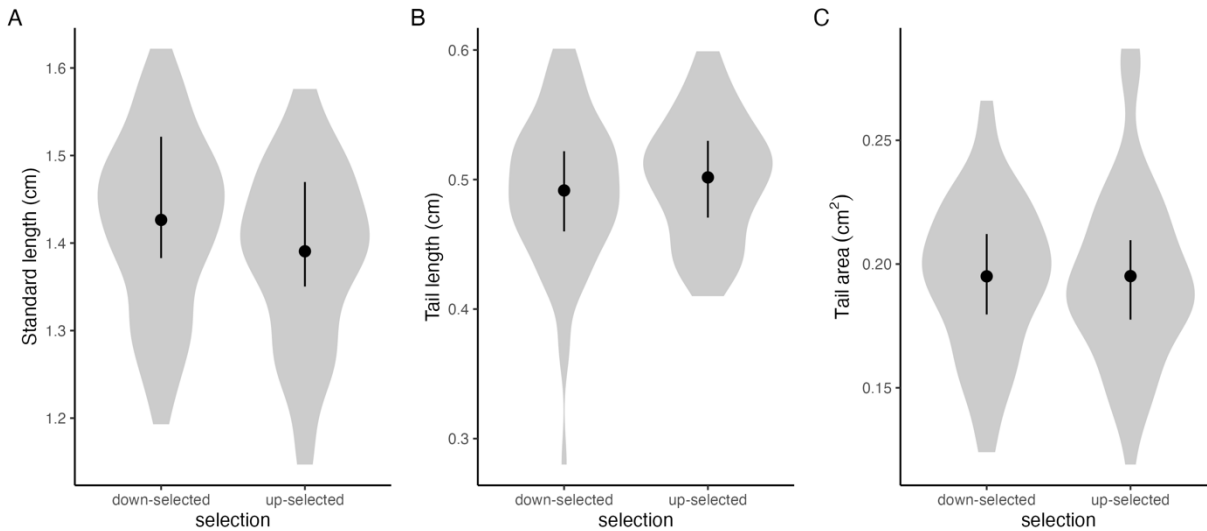 A
Standard length (cm)
1.6
1.5
1.4
1.3
1.2
down-selected up-selected
selection
B
Tail length (cm)
0.6
0.5
0.4
0.3
down-selected up-selected
selection
C
Tail area (cm²)
0.25
0.20
0.15
down-selected up-selected
selection